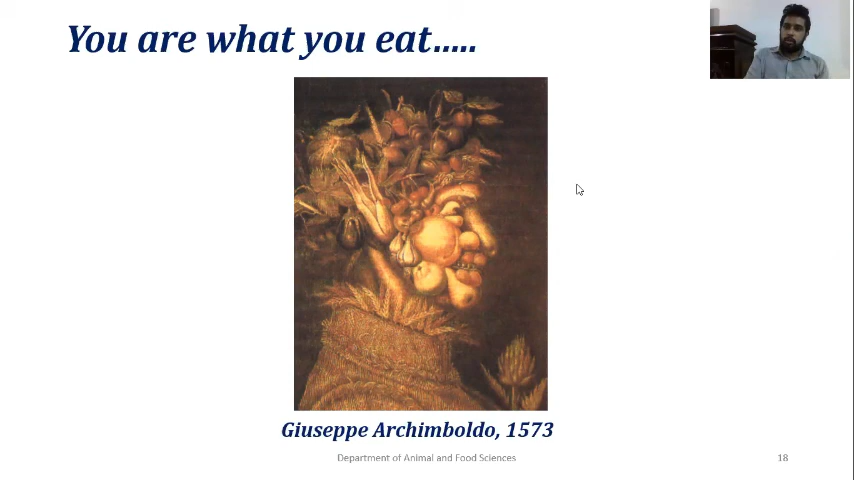 You are what you eat.....
Giuseppe Archimboldo, 1573
Department of Animal and Food Sciences
18